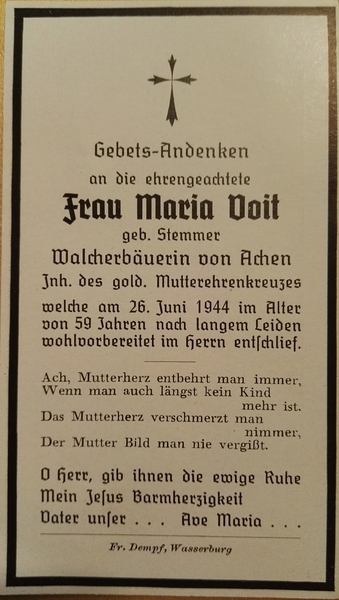 Gebets-Andenken
an die ehrengeachtete
Frau Maria Voit
geb. Stemmer
Walcherbäuerin von Achen
Inh. des gold. Mutterehrenkreuzes
welche am 26. Juni 1944 im Alter
von 59 Jahren nach langem Leiden
wohlvorbereitet im Herrn entschlief.
Ach, Mutterherz entbehrt man immer,
Wenn man auch längst kein Kind
mehr ist.
Das Mutterherz verschmerzt man
nimmer,
Der Mutter Bild man nie vergißt.
O Herr, gib ihnen die ewige Ruhe
Mein Jesus Barmherzigkeit
Vater unser . . . Ave Maria . . .
Fr. Dempf, Wasserburg